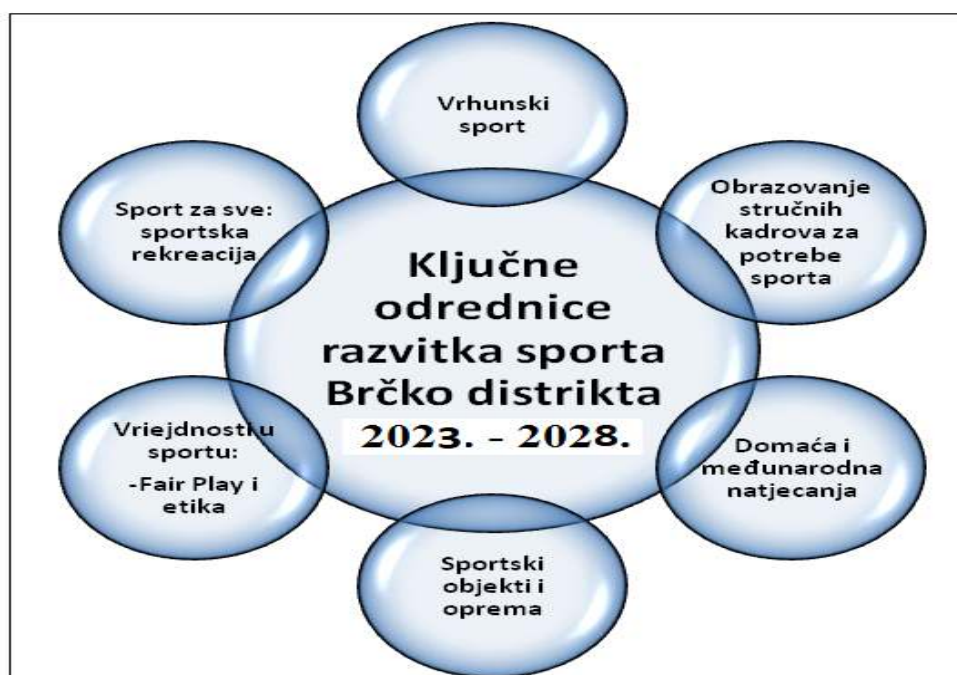 Vrhunski
sport
Obrazovanje
stručnih
kadrova za
potrebe
sporta
Domaća i
međunarodna
natjecanja
Sportski
objekti i
oprema
Vriejdnosti u
sportu:
-Fair Play i
etika
Sport za sve:
sportska
rekreacija
Ključne
odrednice
razvitka sporta
Brčko distrikta
2023. - 2028.